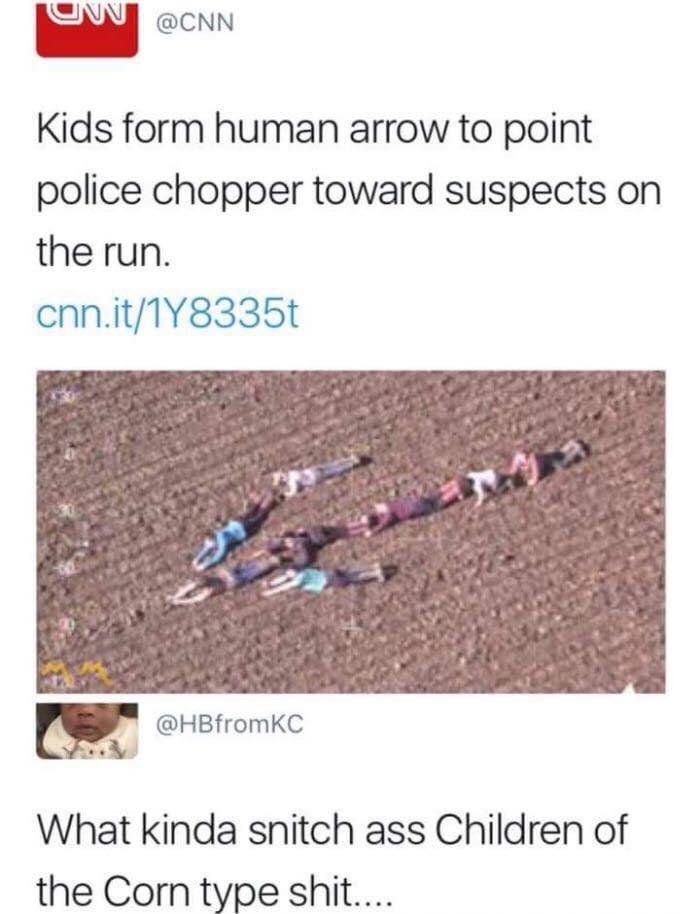 CNN
@CNN
Kids form human arrow to point
police chopper toward suspects on
the run.
cnn.it/1Y8335t
@HBfromKC
What kinda snitch ass Children of
the Corn type shit....